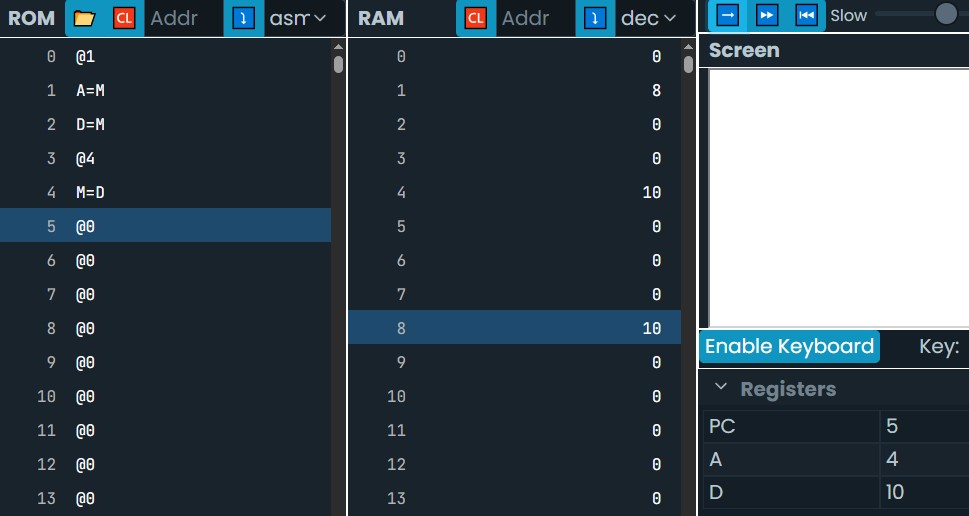 ROM CL Addr asm
0 @1
1 A=M
2 D=M
3 @4
4 M=D
5 @0
6 @0
7 @0
8 @0
9 @0
10 @0
11 @0
12 @0
13 @0
RAM CL Addr dec
0 0
1 8
2 0
3 0
4 10
5 0
6 0
7 0
8 10
9 0
10 0
11 0
12 0
13 0
Slow
Screen
Enable Keyboard Key:
Registers
PC 5
A 4
D 10